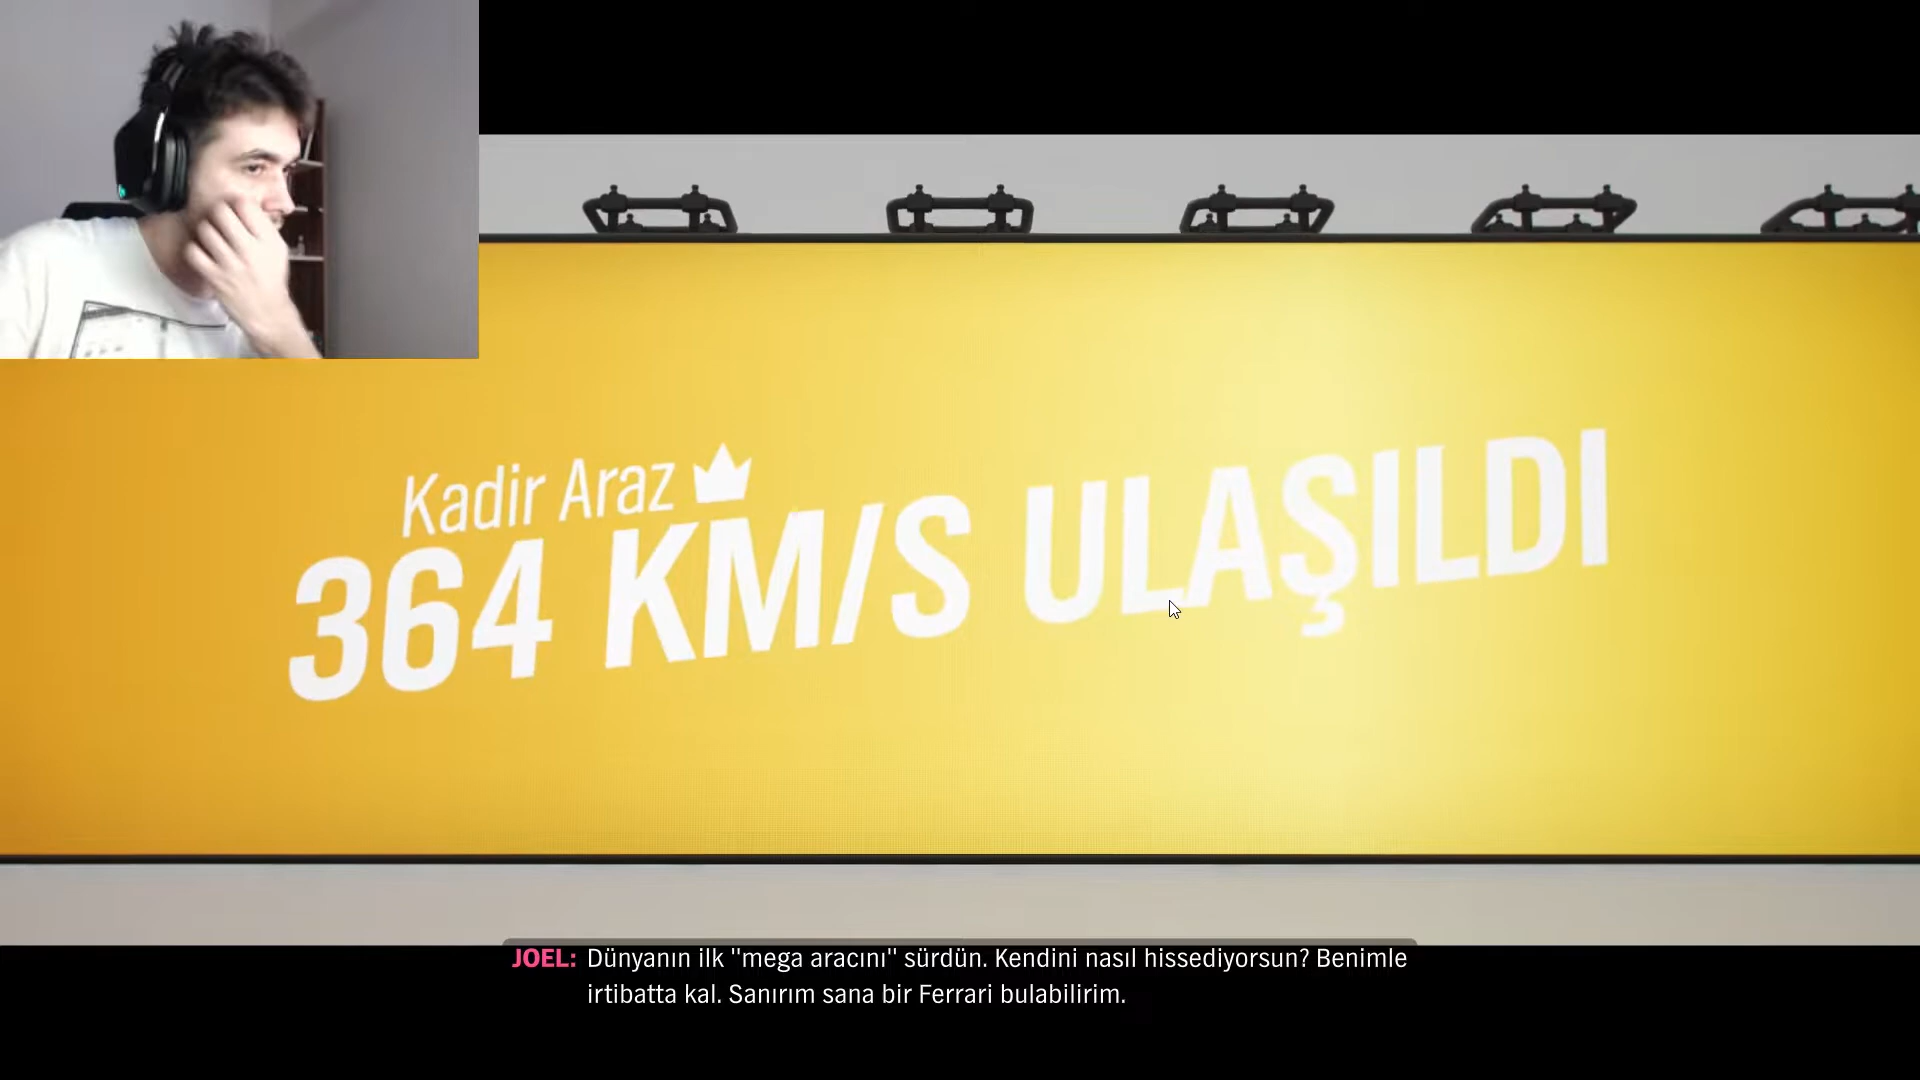 Kadir Araz
364 KM/S ULAŞILDI
JOEL: Dünyanın ilk "mega aracını" sürdün. Kendini nasıl hissediyorsun? Benimle
irtibatta kal. Sanırım sana bir Ferrari bulabilirim.